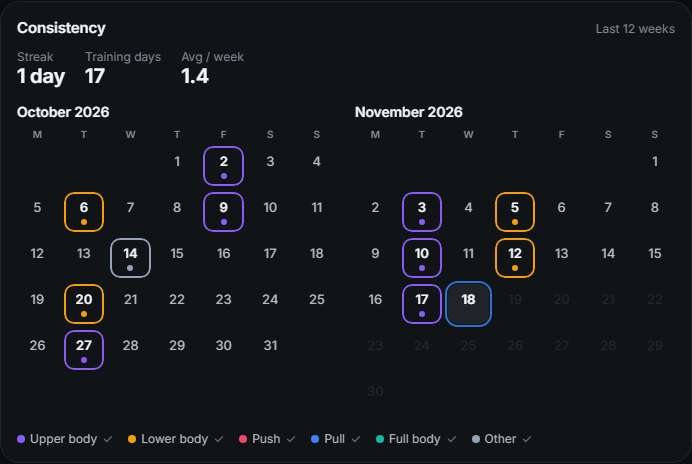 Consistency Last 12 weeks
Streak Training days Avg / week
1 day 17 1.4
October 2026
M T W T F S S
1 2 3 4
5 6 7 8 9 10 11
12 13 14 15 16 17 18
19 20 21 22 23 24 25
26 27 28 29 30 31
November 2026
M T W T F S S
1
2 3 4 5 6 7 8
9 10 11 12 13 14 15
16 17 18 19 20 21 22
23 24 25 26 27 28 29
30
Upper body ✓ Lower body ✓ Push ✓ Pull ✓ Full body ✓ Other ✓